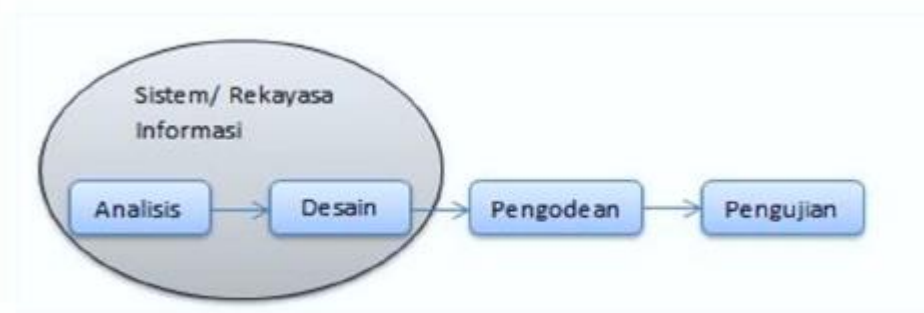 Sistem/ Rekayasa
Informasi
Analisis
Desain
Pengodean
Pengujian